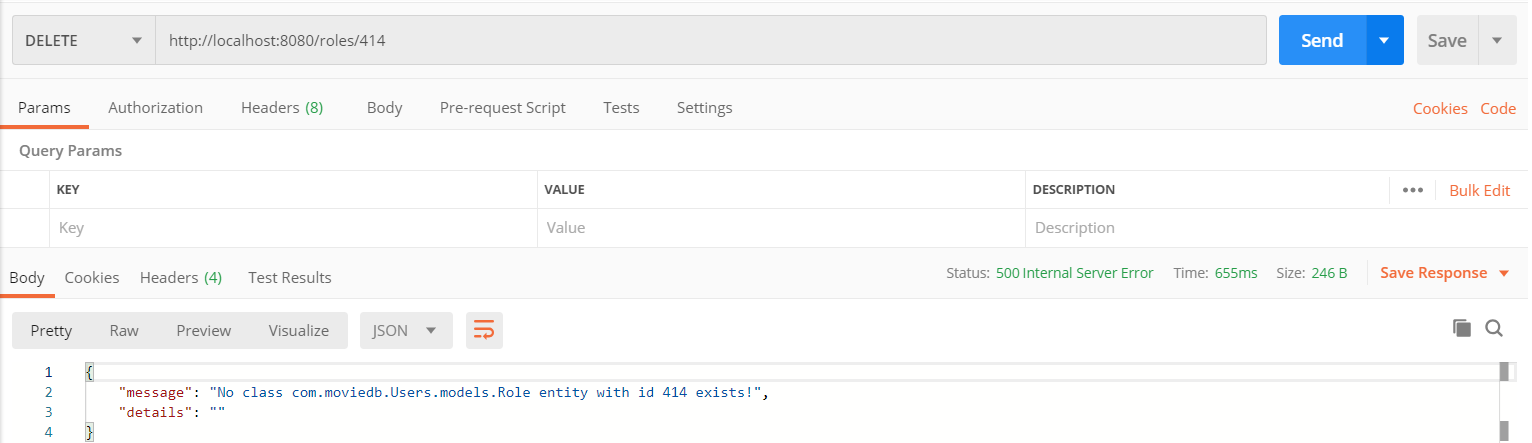 DELETE http://localhost:8080/roles/414 Send Save
Params Authorization Headers (8) Body Pre-request Script Tests Settings Cookies Code
Query Params
KEY VALUE DESCRIPTION ••• Bulk Edit
Key Value Description
Body Cookies Headers (4) Test Results Status: 500 Internal Server Error Time: 655ms Size: 246 B Save Response
Pretty Raw Preview Visualize JSON
1 {
2 "message": "No class com.moviedb.Users.models.Role entity with id 414 exists!",
3 "details": ""
4 }